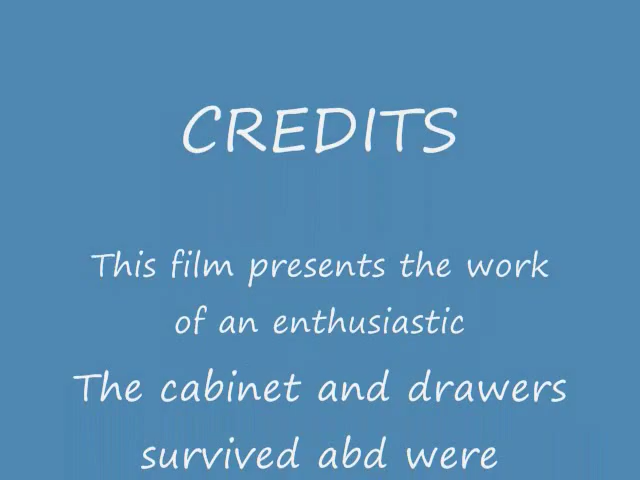 CREDITS
This film presents the work
of an enthusiastic
The cabinet and drawers
survived abd were